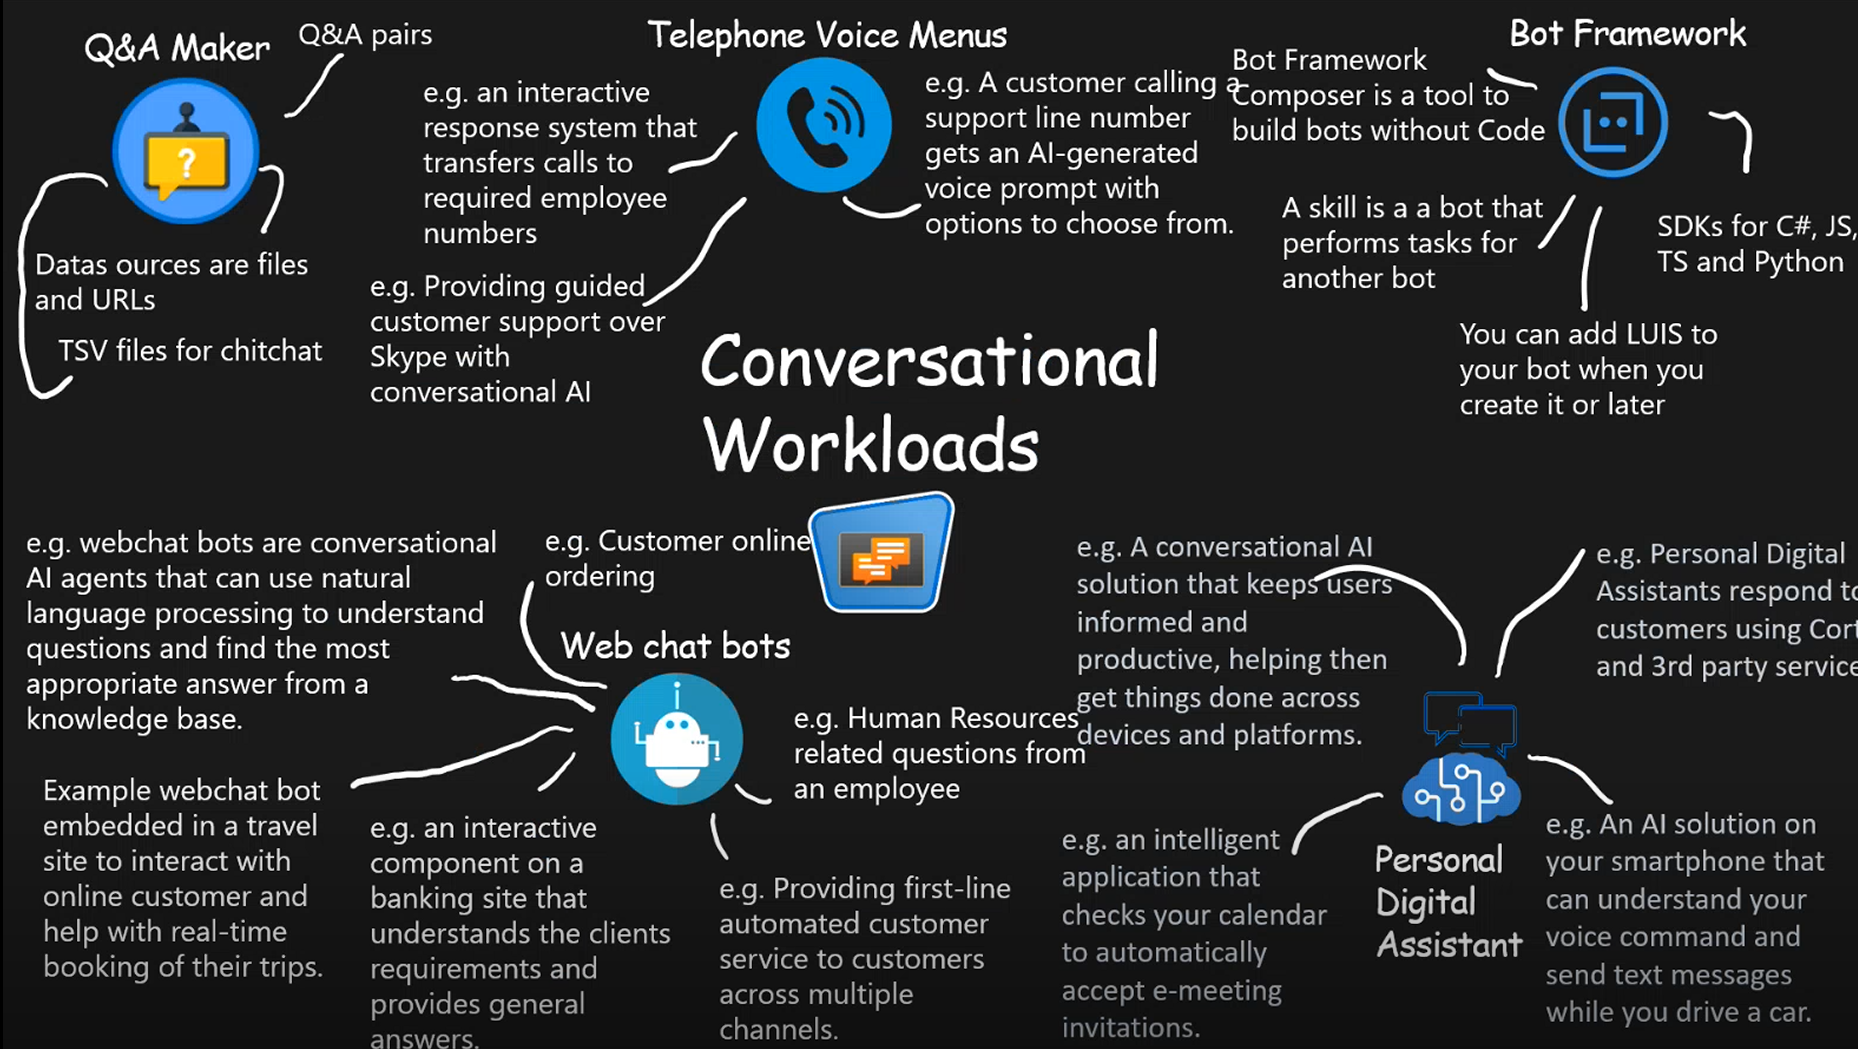 Q&A Maker
Q&A pairs
Datas ources are files
and URLs
TSV files for chitchat
Telephone Voice Menus
e.g. an interactive
response system that
transfers calls to
required employee
numbers
e.g. A customer calling a
support line number
gets an AI-generated
voice prompt with
options to choose from.
e.g. Providing guided
customer support over
Skype with
conversational AI
Bot Framework
Bot Framework
Composer is a tool to
build bots without Code
A skill is a a bot that
performs tasks for
another bot
SDKs for C#, JS,
TS and Python
You can add LUIS to
your bot when you
create it or later
Conversational
Workloads
?
e.g. webchat bots are conversational
AI agents that can use natural
language processing to understand
questions and find the most
appropriate answer from a
knowledge base.
e.g. Customer online
ordering
Web chat bots
e.g. Human Resources
related questions from
an employee
Example webchat bot
embedded in a travel
site to interact with
online customer and
help with real-time
booking of their trips.
e.g. an interactive
component on a
banking site that
understands the clients
requirements and
provides general
answers.
e.g. Providing first-line
automated customer
service to customers
across multiple
channels.
e.g. A conversational AI
solution that keeps users
informed and
productive, helping then
get things done across
devices and platforms.
e.g. Personal Digital
Assistants respond to
customers using Cort
and 3rd party service
e.g. an intelligent
application that
checks your calendar
to automatically
accept e-meeting
invitations.
Personal
Digital
Assistant
e.g. An AI solution on
your smartphone that
can understand your
voice command and
send text messages
while you drive a car.